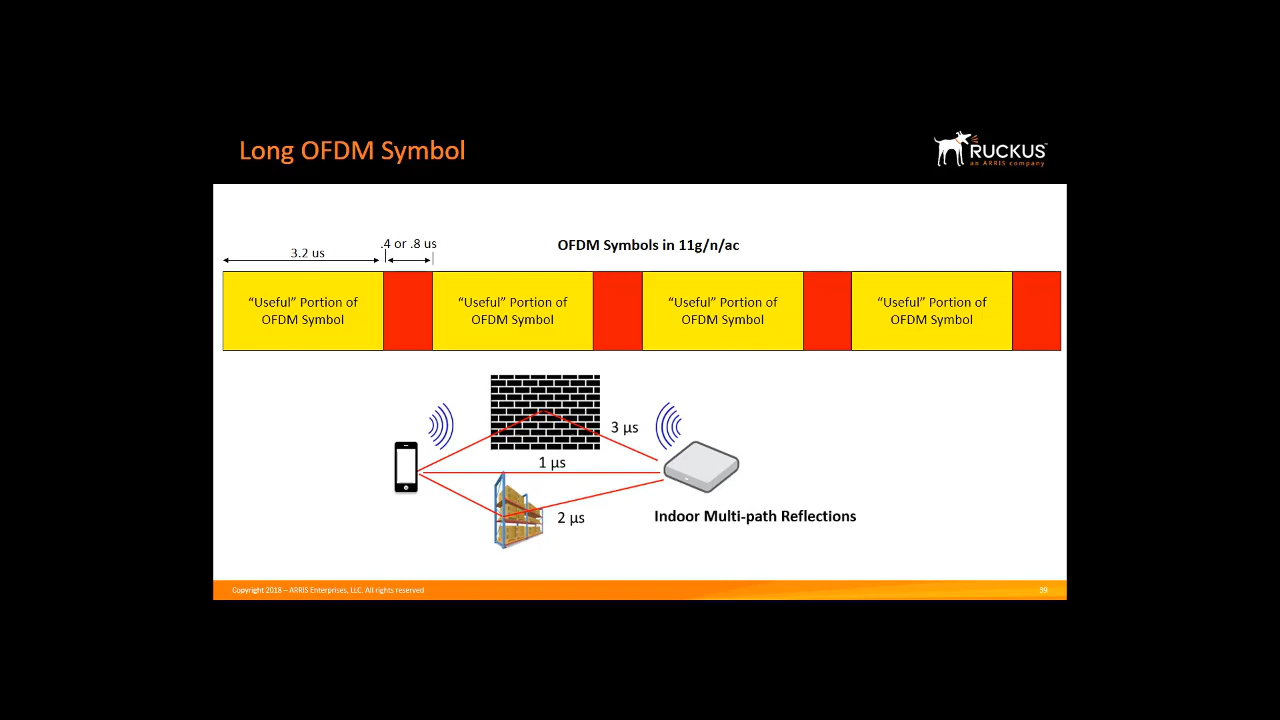 Long OFDM Symbol
RUCKUS
an ARRIS company
3.2 us
.4 or .8 us
OFDM Symbols in 11g/n/ac
“Useful” Portion of
OFDM Symbol
“Useful” Portion of
OFDM Symbol
“Useful” Portion of
OFDM Symbol
“Useful” Portion of
OFDM Symbol
3 µs
1 µs
2 µs
Indoor Multi-path Reflections
Copyright 2018 – ARRIS Enterprises, LLC. All rights reserved
39